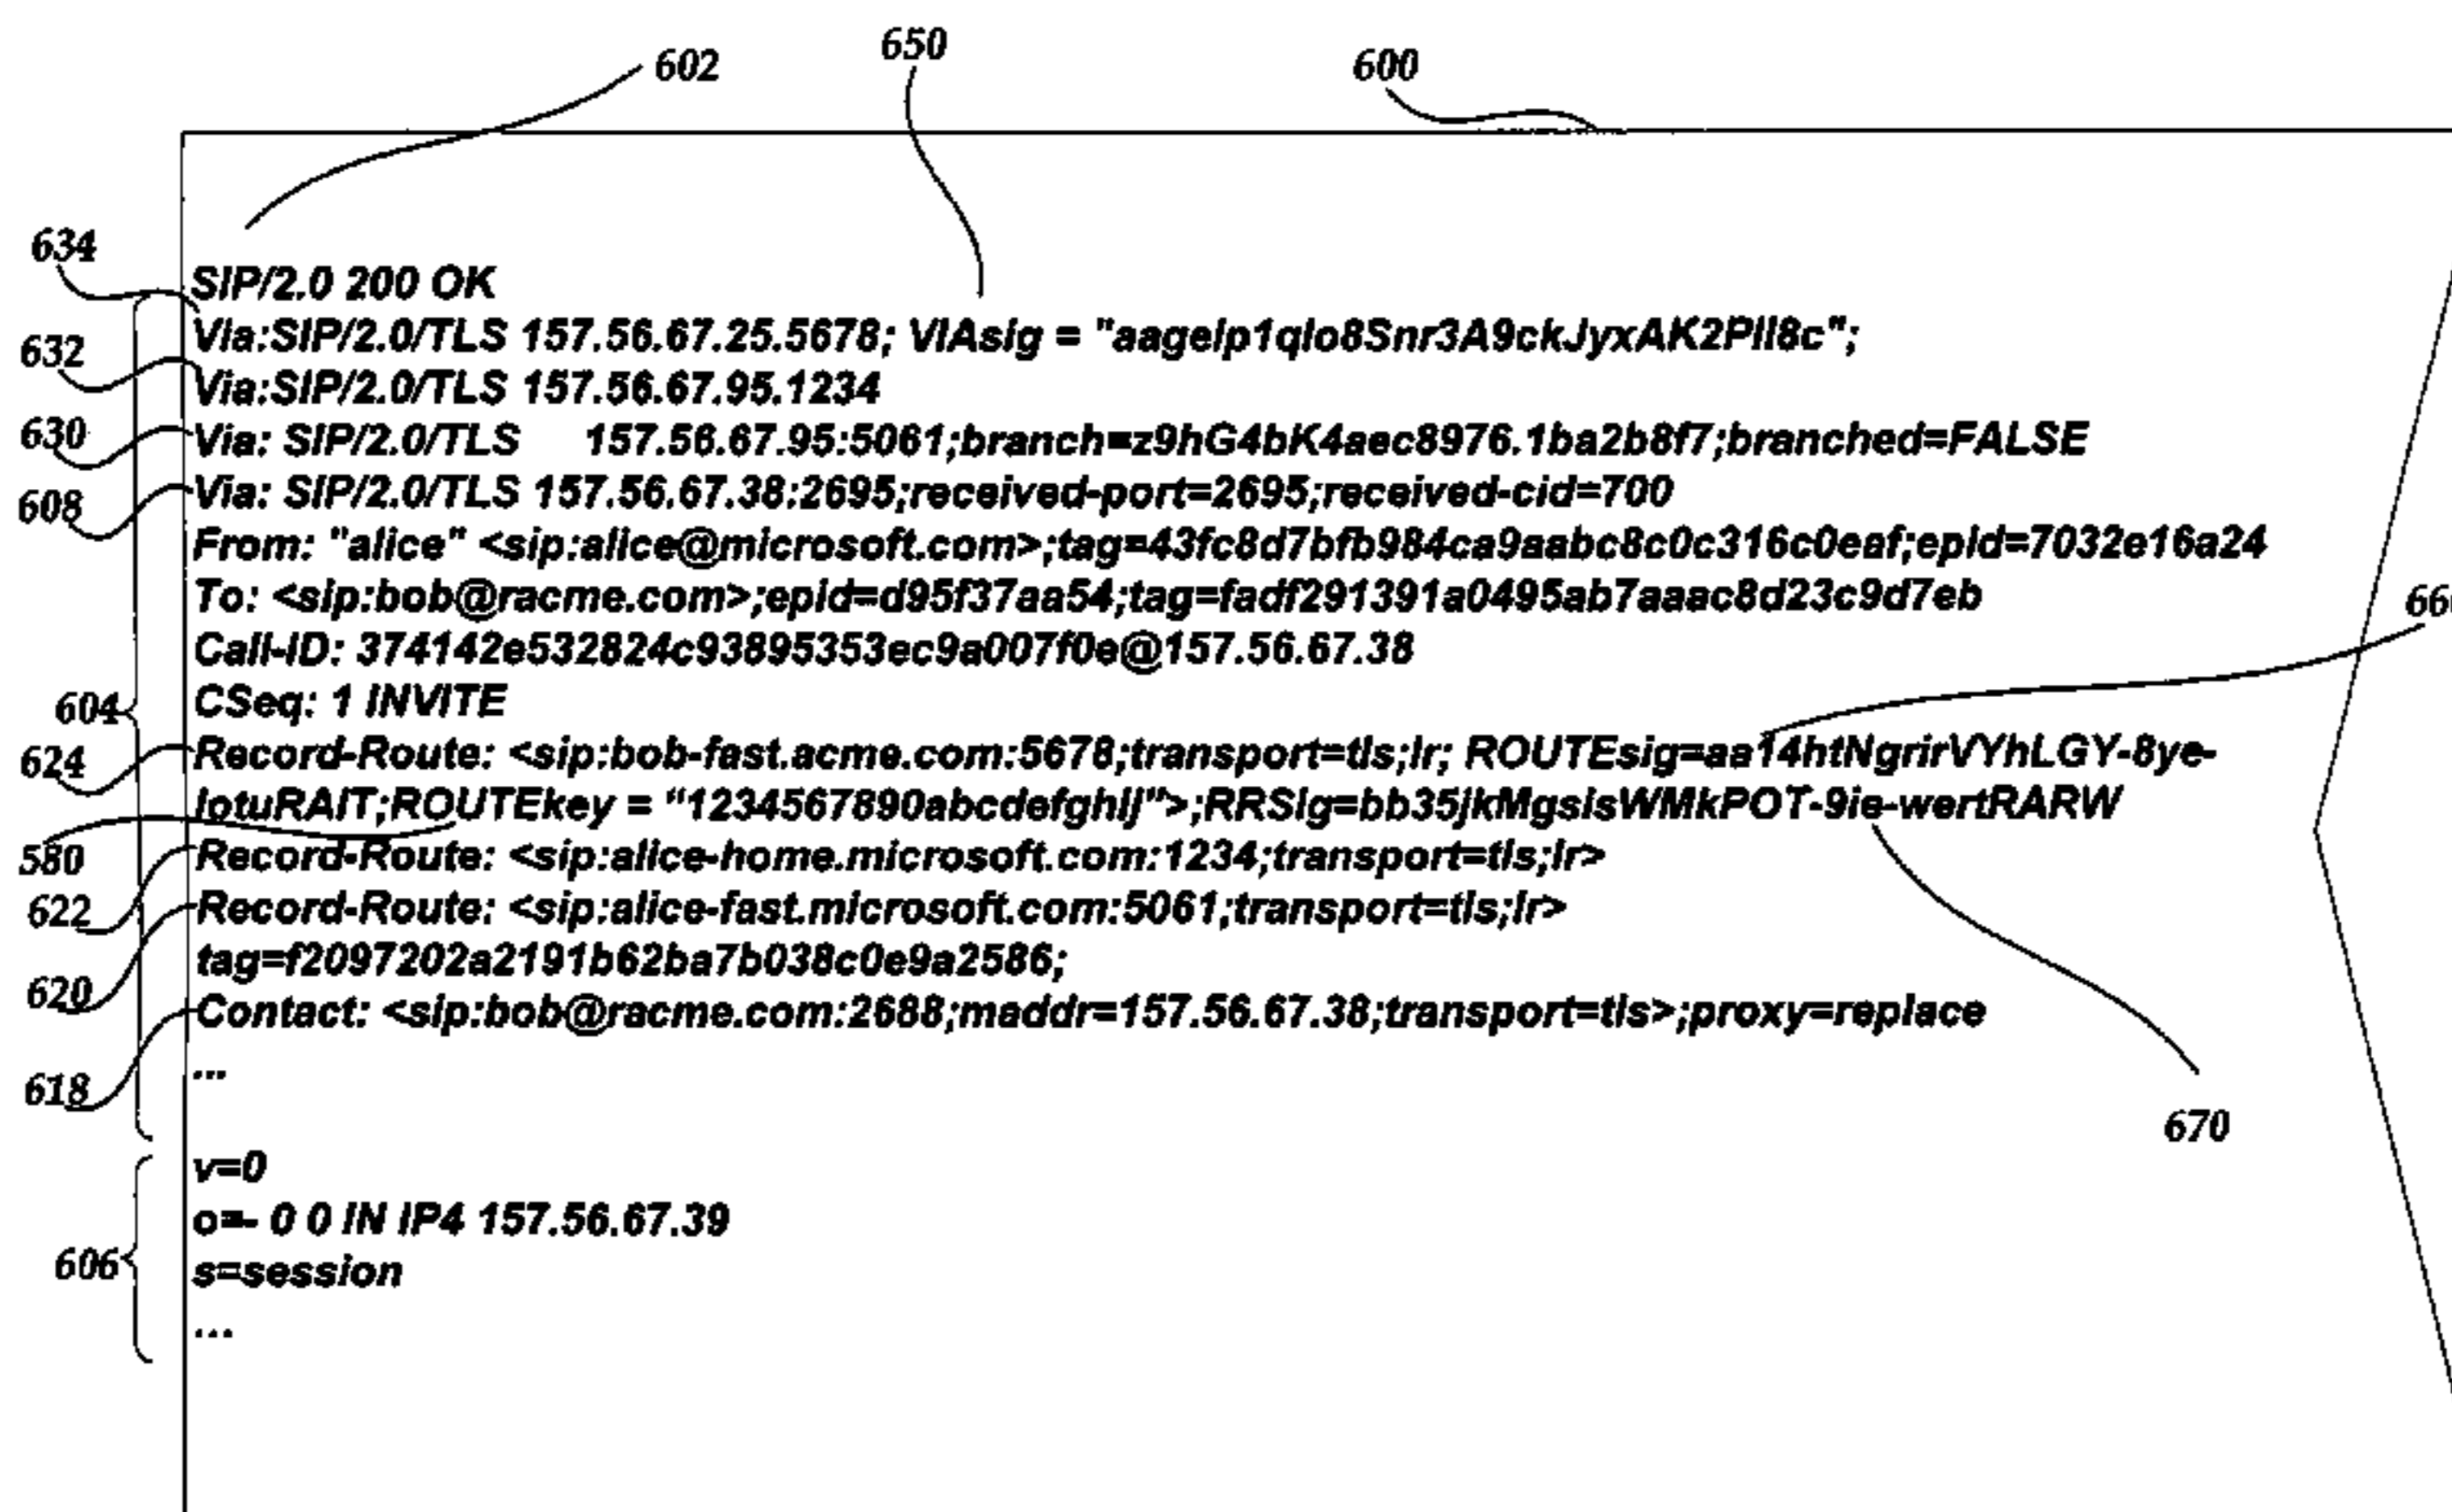 650
602
600
634
SIP/2.0 200 OK
Via:SIP/2.0/TLS 157.56.67.25.5678; VIAsig = "aagelp1qlo8Snr3A9ckJyxAK2PIl8c";
632
Via:SIP/2.0/TLS 157.56.67.95.1234
630
Via: SIP/2.0/TLS 157.56.67.95:5061;branch=z9hG4bK4aec8976.1ba2b8f7;branched=FALSE
608
Via: SIP/2.0/TLS 157.56.67.38:2695;received-port=2695;received-cid=700
From: "alice" <sip:alice@microsoft.com>;tag=43fc8d7bfb984ca9aabc8c0c316c0eaf;epid=7032e16a24
To: <sip:bob@racme.com>;epid=d95f37aa54;tag=fadf291391a0495ab7aaac8d23c9d7eb
Call-ID: 374142e532824c93895353ec9a007f0e@157.56.67.38
604
CSeq: 1 INVITE
624
Record-Route: <sip:bob-fast.acme.com:5678;transport=tls;lr; ROUTEsig=aa14htNgrirVYhLGY-8ye-
lotuRAIT;ROUTEkey = "1234567890abcdefghij">;RRSig=bb35jkMgsisWMkPOT-9ie-wertRARW
580
Record-Route: <sip:alice-home.microsoft.com:1234;transport=tls;lr>
622
Record-Route: <sip:alice-fast.microsoft.com:5061;transport=tls;lr>
tag=f2097202a2191b62ba7b038c0e9a2586;
620
Contact: <sip:bob@racme.com:2688;maddr=157.56.67.38;transport=tls>;proxy=replace
618
...
670
v=0
o=- 0 0 IN IP4 157.56.67.39
606
s=session
...